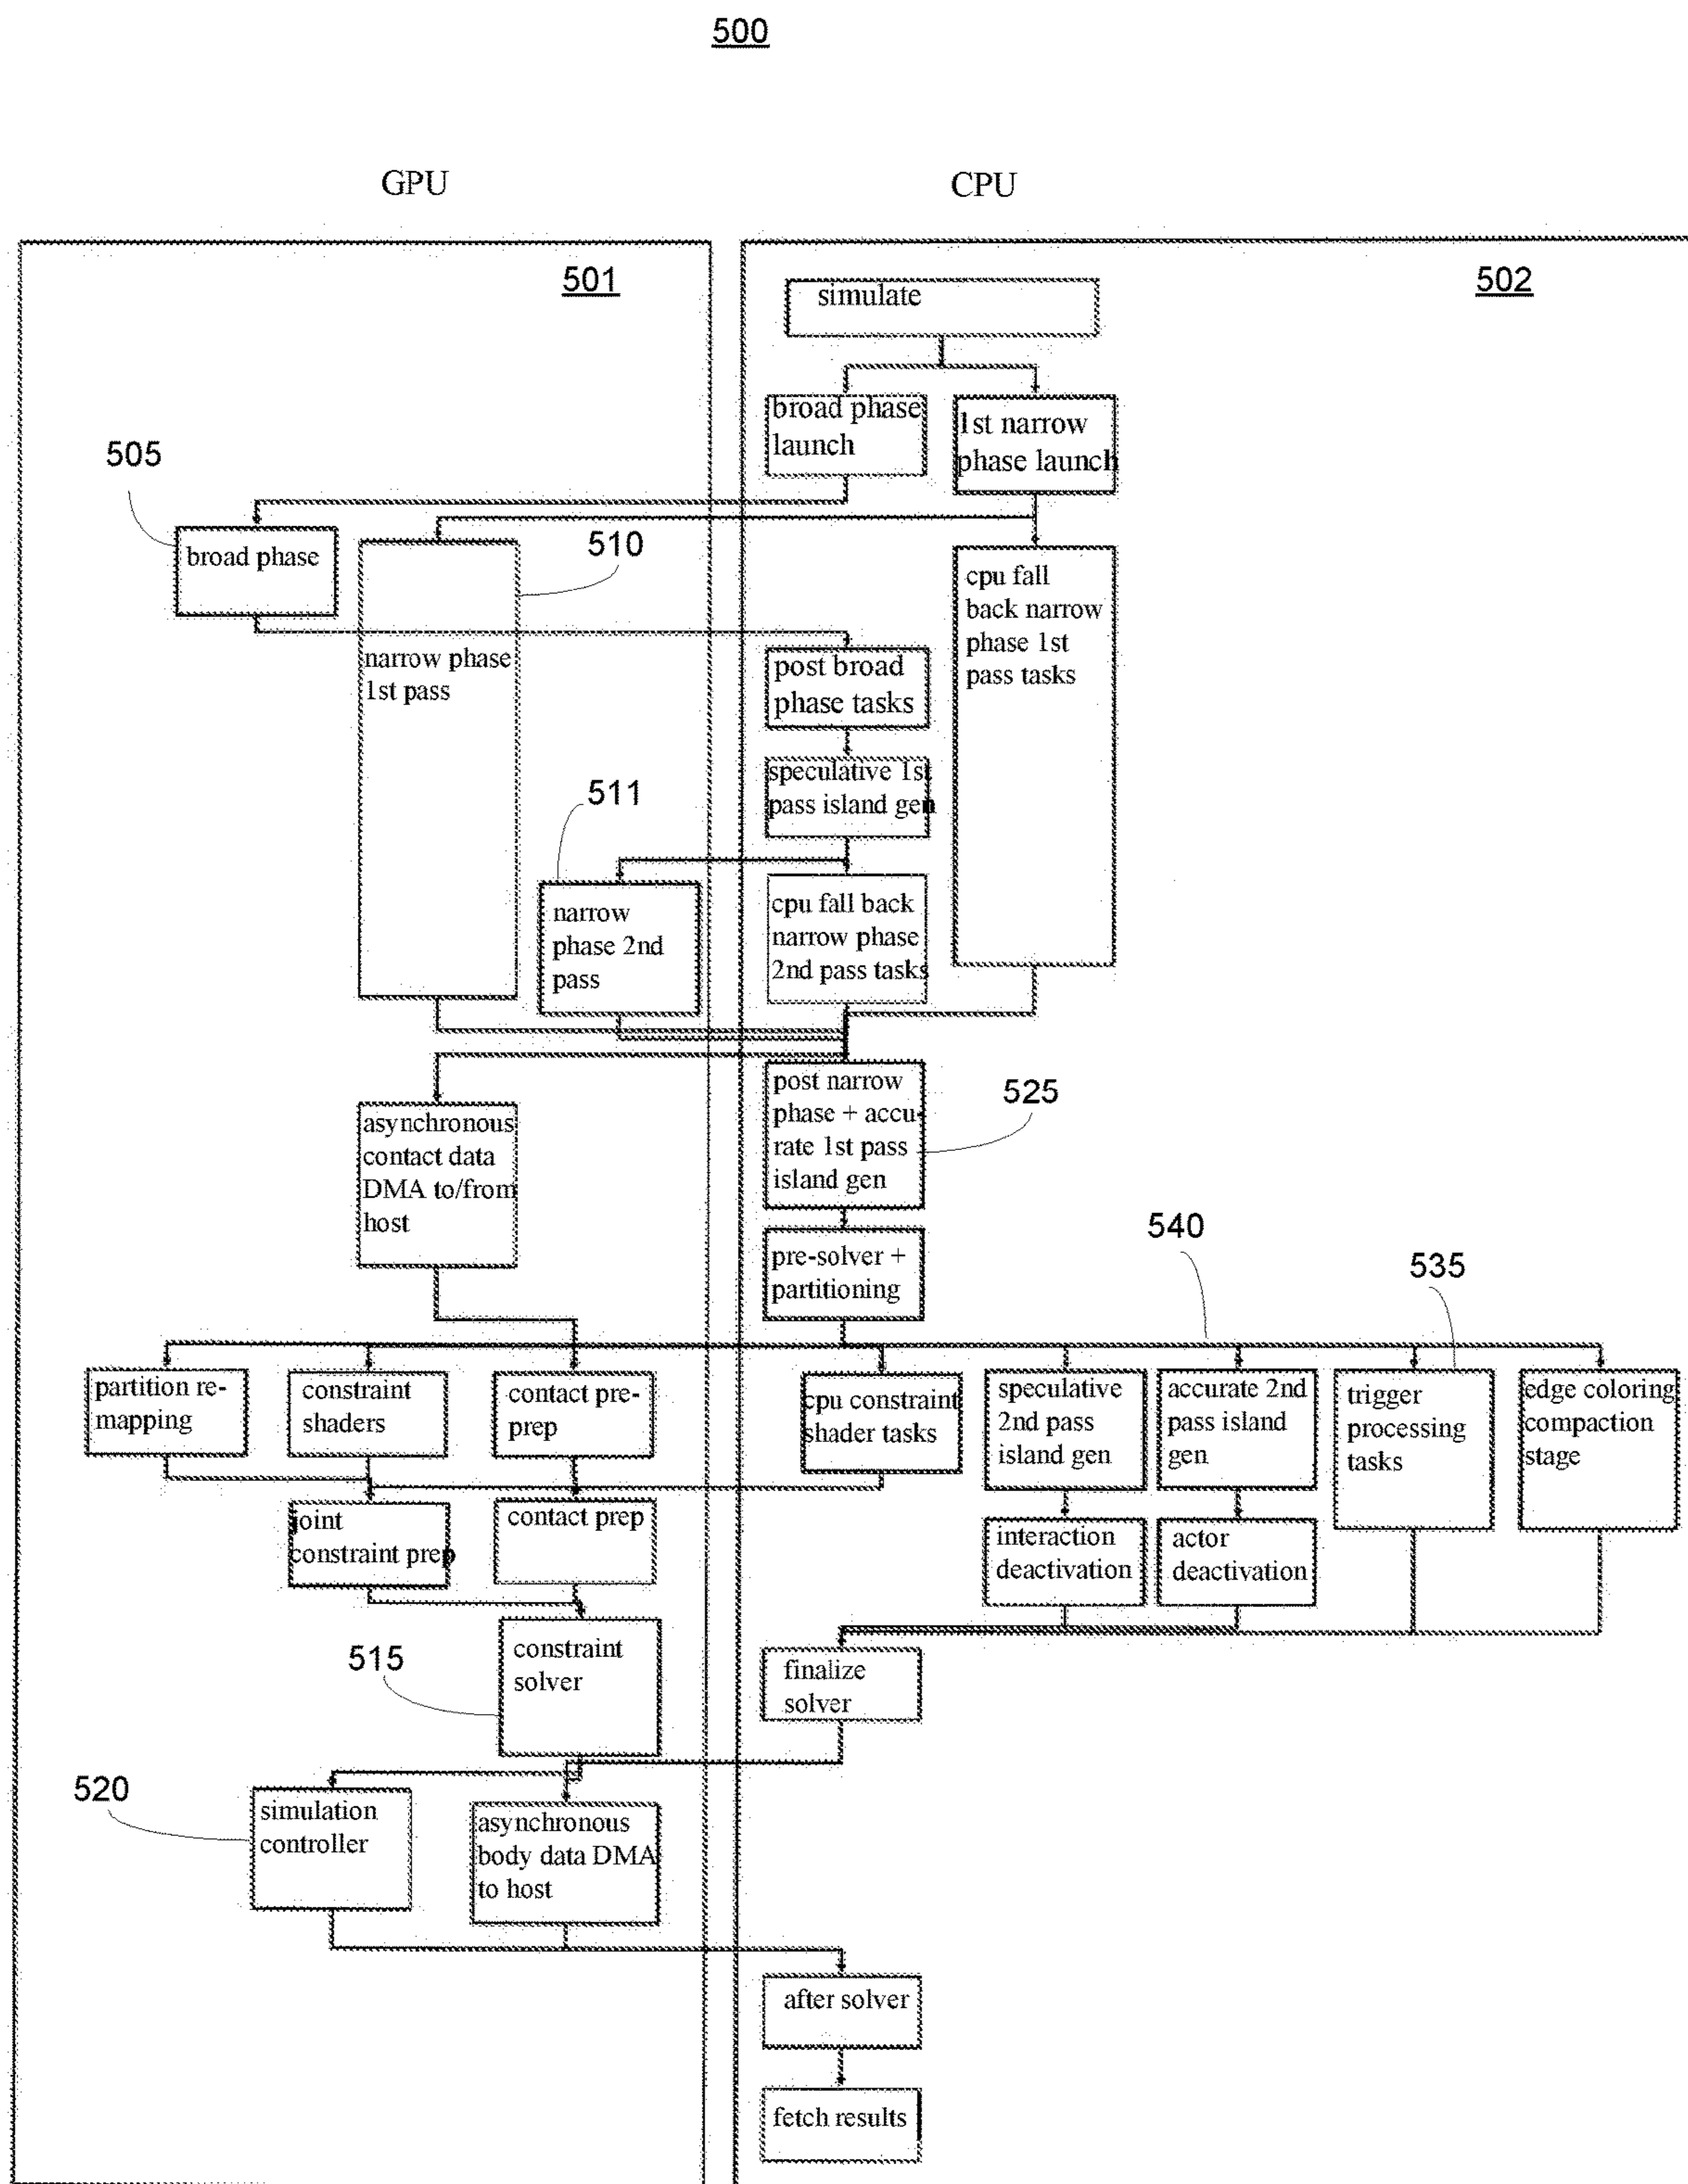 500
GPU
CPU
501
502
simulate
broad phase
launch
1st narrow
phase launch
505
broad phase
510
narrow phase
1st pass
cpu fall
back narrow
phase 1st
pass tasks
post broad
phase tasks
speculative 1st
pass island gen
511
narrow
phase 2nd
pass
cpu fall back
narrow phase
2nd pass tasks
asynchronous
contact data
DMA to/from
host
post narrow
phase + accu-
rate 1st pass
island gen
525
pre-solver +
partitioning
540
535
partition re-
mapping
constraint
shaders
contact pre-
prep
cpu constraint
shader tasks
speculative
2nd pass
island gen
accurate 2nd
pass island
gen
trigger
processing
tasks
edge coloring
compaction
stage
joint
constraint prep
contact prep
interaction
deactivation
actor
deactivation
515
constraint
solver
finalize
solver
520
simulation
controller
asynchronous
body data DMA
to host
after solver
fetch results